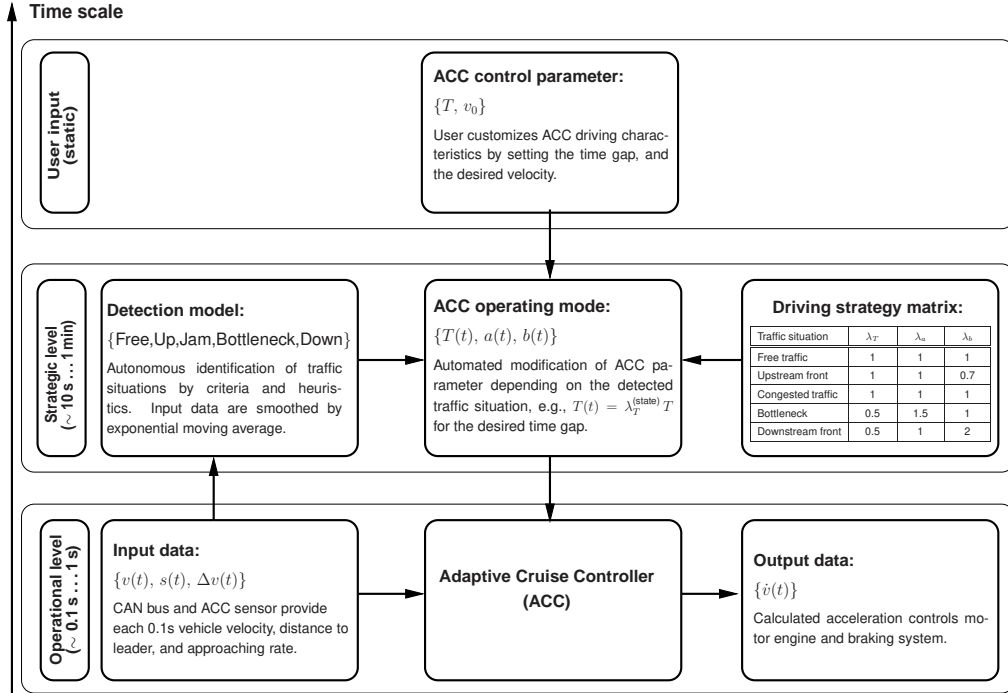 Time scale
User input
(static)
ACC control parameter:
{T, v₀}
User customizes ACC driving charac-
teristics by setting the time gap, and
the desired velocity.
Strategic level
(∼ 10 s … 1 min)
Detection model:
{Free,Up,Jam,Bottleneck,Down}
Autonomous identification of traffic
situations by criteria and heuris-
tics. Input data are smoothed by
exponential moving average.
ACC operating mode:
{T(t), a(t), b(t)}
Automated modification of ACC pa-
rameter depending on the detected
traffic situation, e.g., T(t) = λ_T^(state) T
for the desired time gap.
Driving strategy matrix:
Traffic situation λ_T λ_a λ_b
Free traffic 1 1 1
Upstream front 1 1 0.7
Congested traffic 1 1 1
Bottleneck 0.5 1.5 1
Downstream front 0.5 1 2
Operational level
(∼ 0.1 s … 1 s)
Input data:
{v(t), s(t), Δv(t)}
CAN bus and ACC sensor provide
each 0.1s vehicle velocity, distance to
leader, and approaching rate.
Adaptive Cruise Controller
(ACC)
Output data:
{v̇(t)}
Calculated acceleration controls mo-
tor engine and braking system.